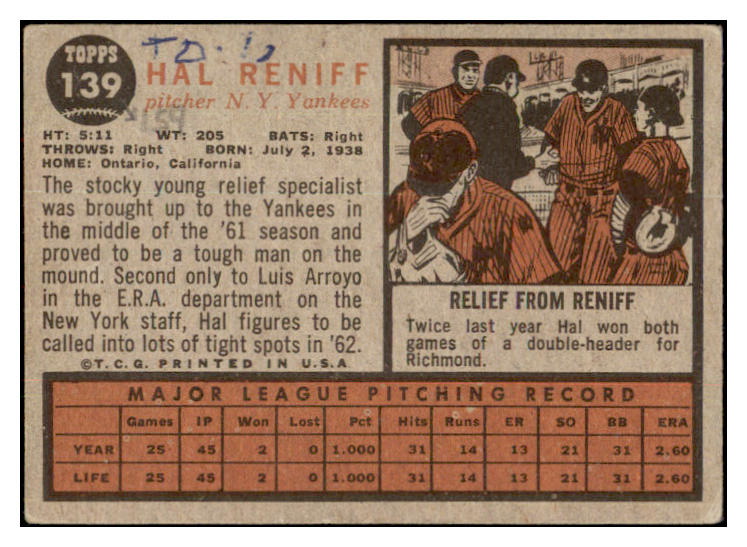 TOPPS
139
HAL RENIFF
pitcher N. Y. Yankees
HT: 5:11 WT: 205 BATS: Right
THROWS: Right BORN: July 2, 1938
HOME: Ontario, California
The stocky young relief specialist
was brought up to the Yankees in
the middle of the '61 season and
proved to be a tough man on the
mound. Second only to Luis Arroyo
in the E.R.A. department on the
New York staff, Hal figures to be
called into lots of tight spots in '62.
©T. C. G. PRINTED IN U.S.A
RELIEF FROM RENIFF
Twice last year Hal won both
games of a double-header for
Richmond.
MAJOR LEAGUE PITCHING RECORD
Games IP Won Lost Pct Hits Runs ER SO BB ERA
YEAR 25 45 2 0 1.000 31 14 13 21 31 2.60
LIFE 25 45 2 0 1.000 31 14 13 21 31 2.60